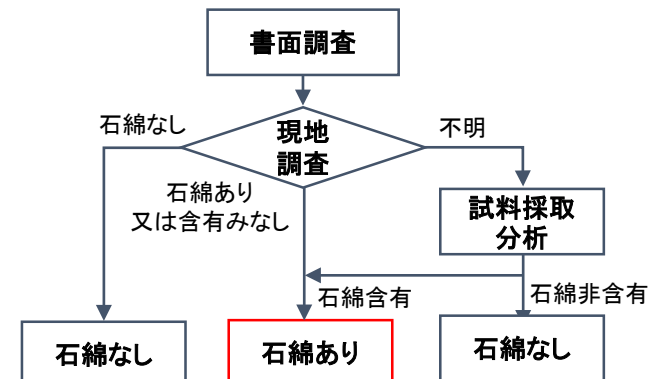 書面調査
石綿なし
現地
調査
不明
石綿あり
又は含有みなし
試料採取
分析
石綿含有
石綿非含有
石綿なし
石綿あり
石綿なし